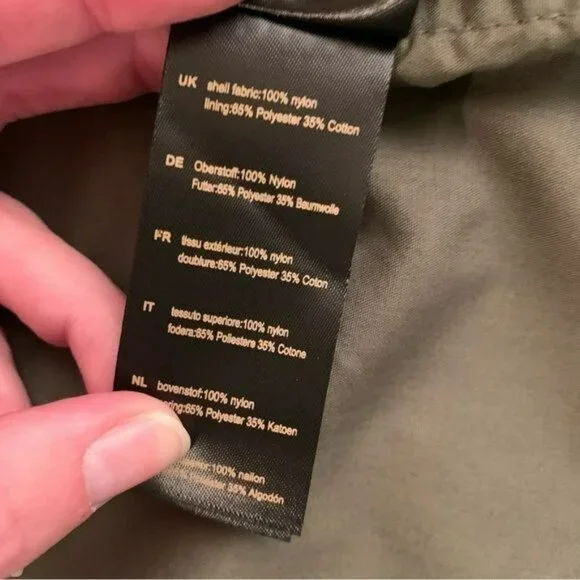 UK shell fabric:100% nylon
lining:65% Polyester 35% Cotton
DE Oberstoff:100% Nylon
Futter:65% Polyester 35% Baumwolle
FR tissu extérieur:100% nylon
doublure:65% Polyester 35% Coton
IT tessuto superiore:100% nylon
fodera:65% Poliestere 35% Cotone
NL bovenstof:100% nylon
65% Polyester 35% Katoen
:100% nailon
35% Algodón